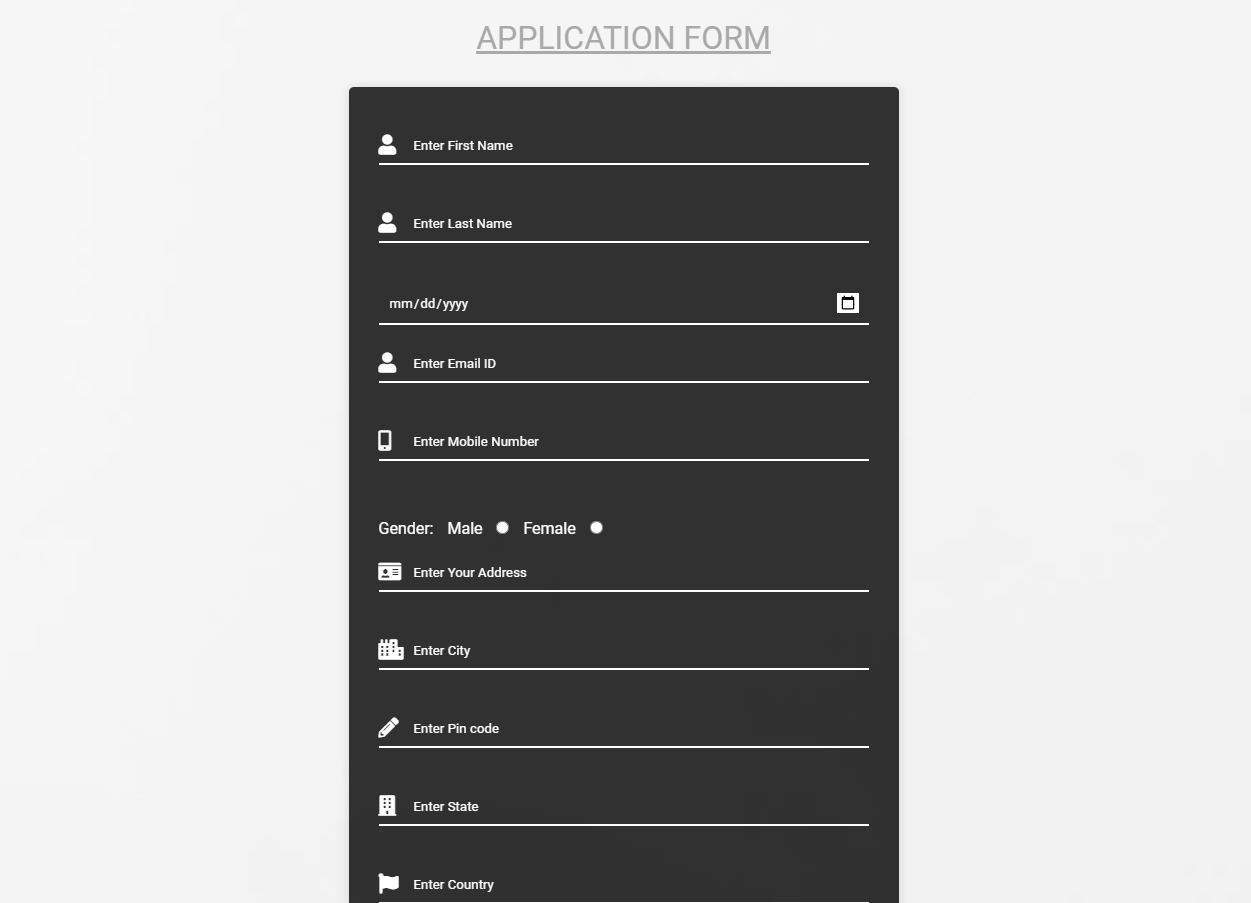 APPLICATION FORM
Enter First Name
Enter Last Name
mm/dd/yyyy
Enter Email ID
Enter Mobile Number
Gender: Male Female
Enter Your Address
Enter City
Enter Pin code
Enter State
Enter Country